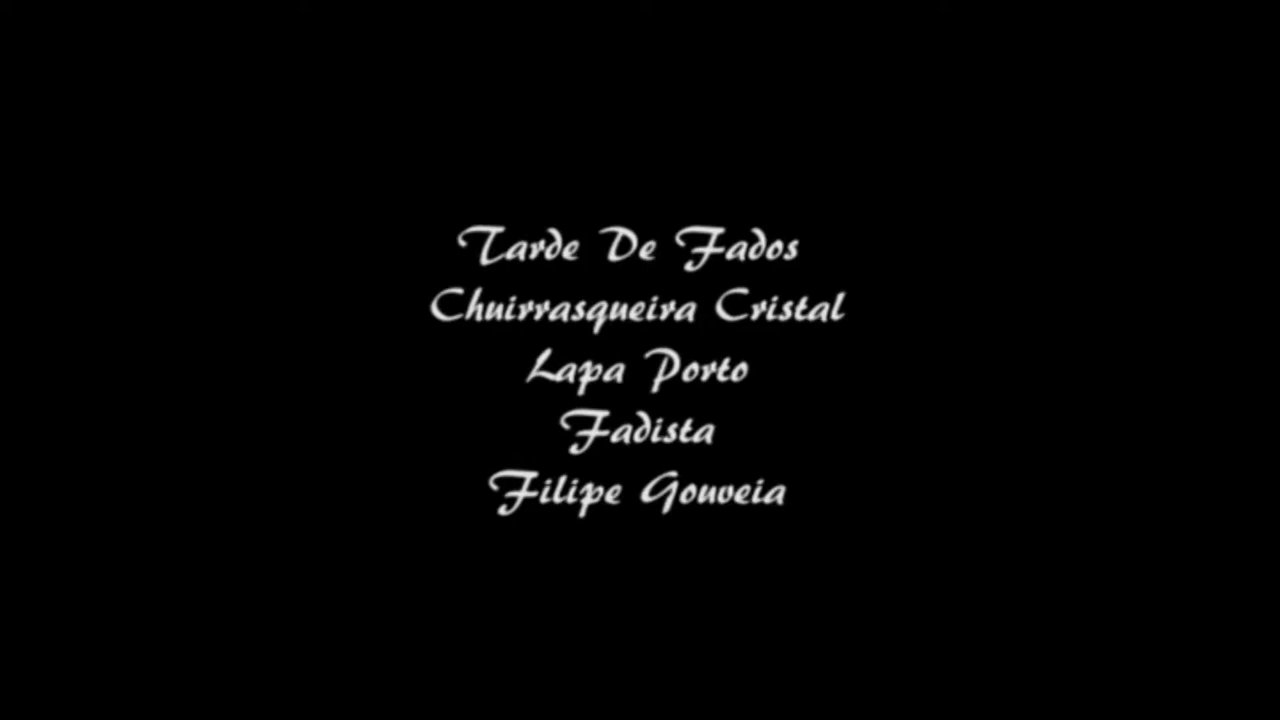 Tarde De Fados
Chuirrasqueira Cristal
Lapa Porto
Fadista
Filipe Gouveia